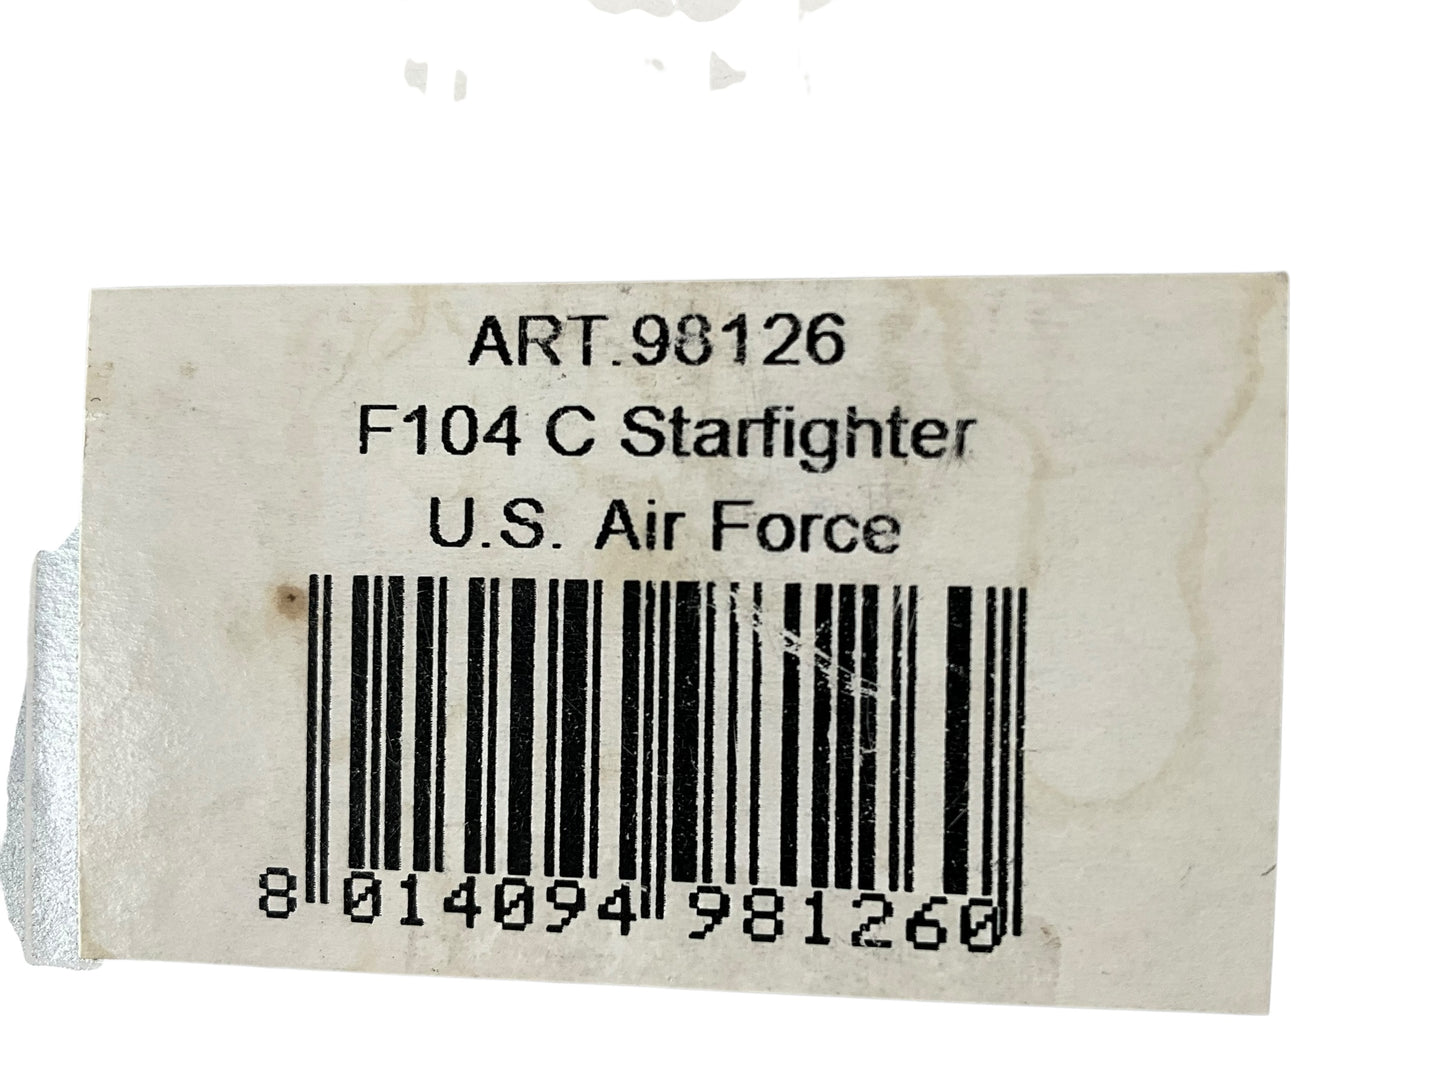 ART.98126
F104 C Starfighter
U.S. Air Force
8 014094 981260